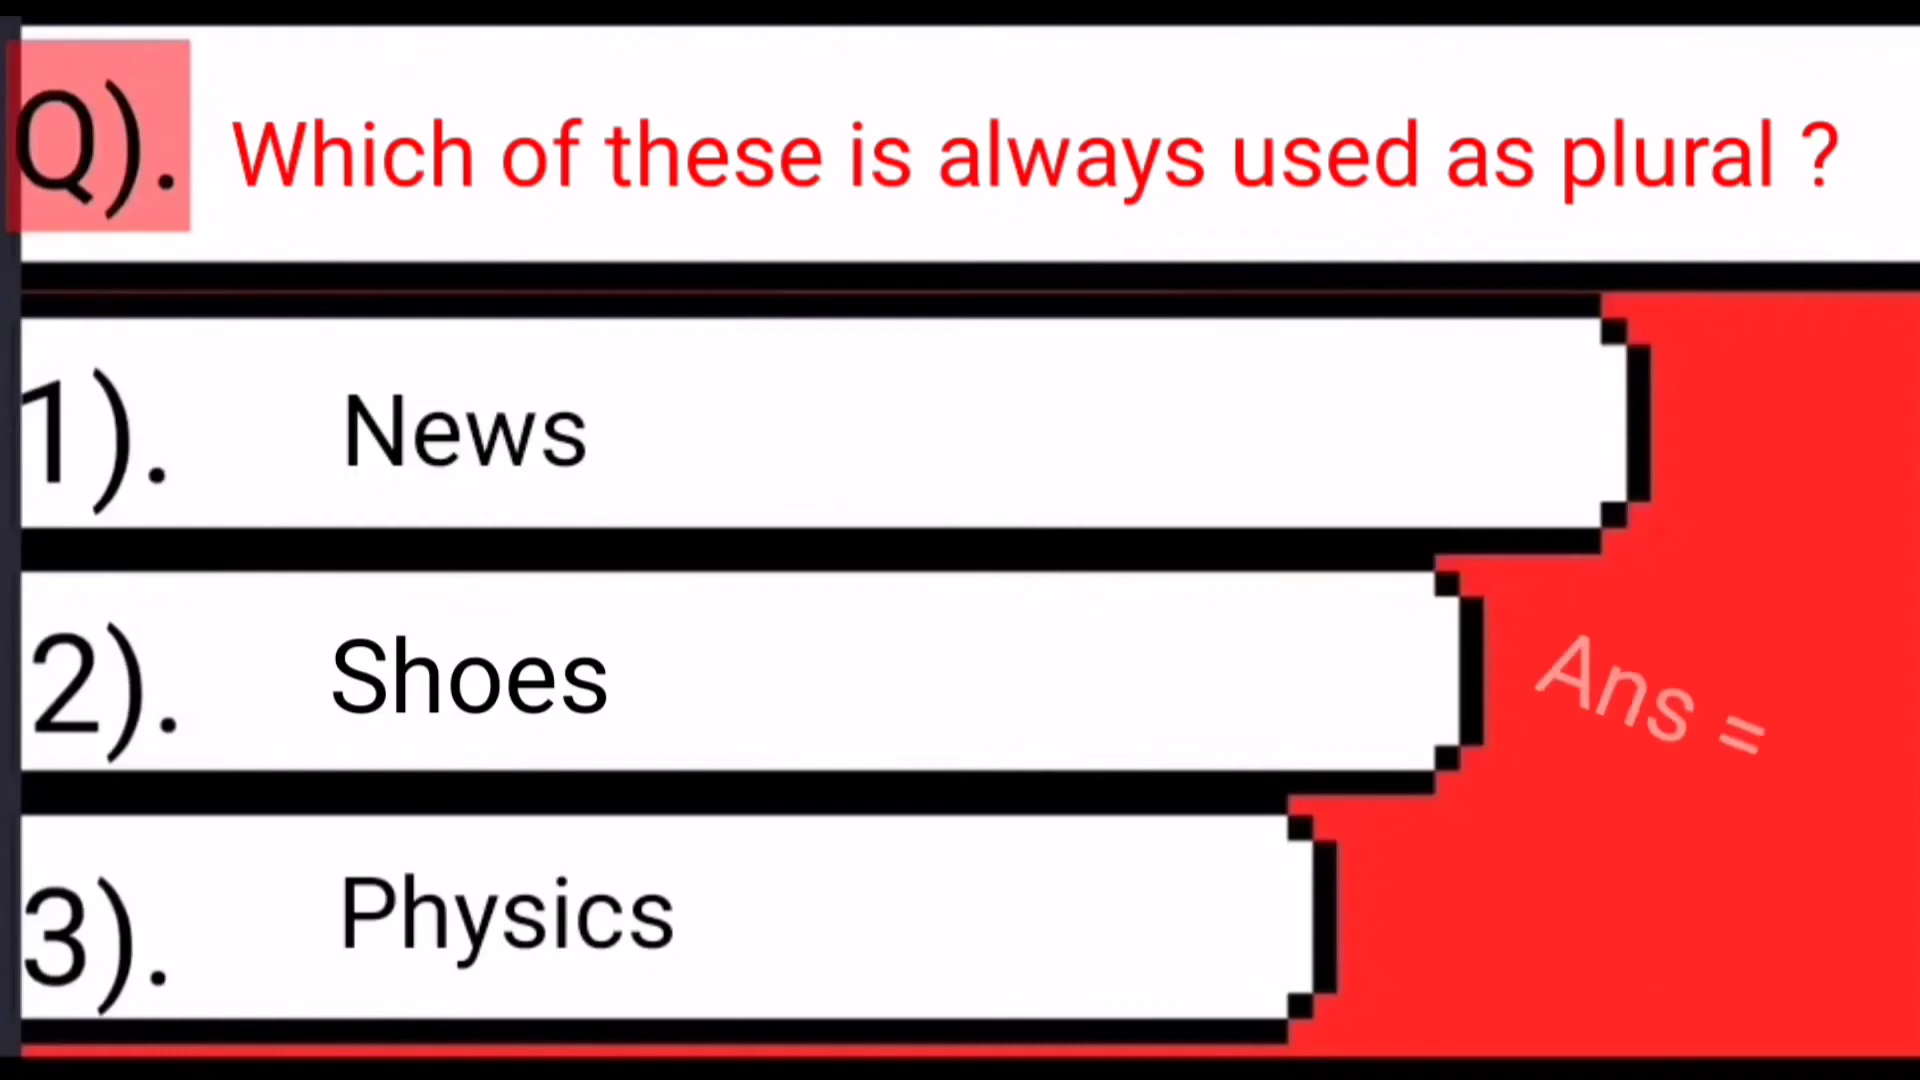 Q). Which of these is always used as plural ?
1). News
2). Shoes
Ans =
3). Physics